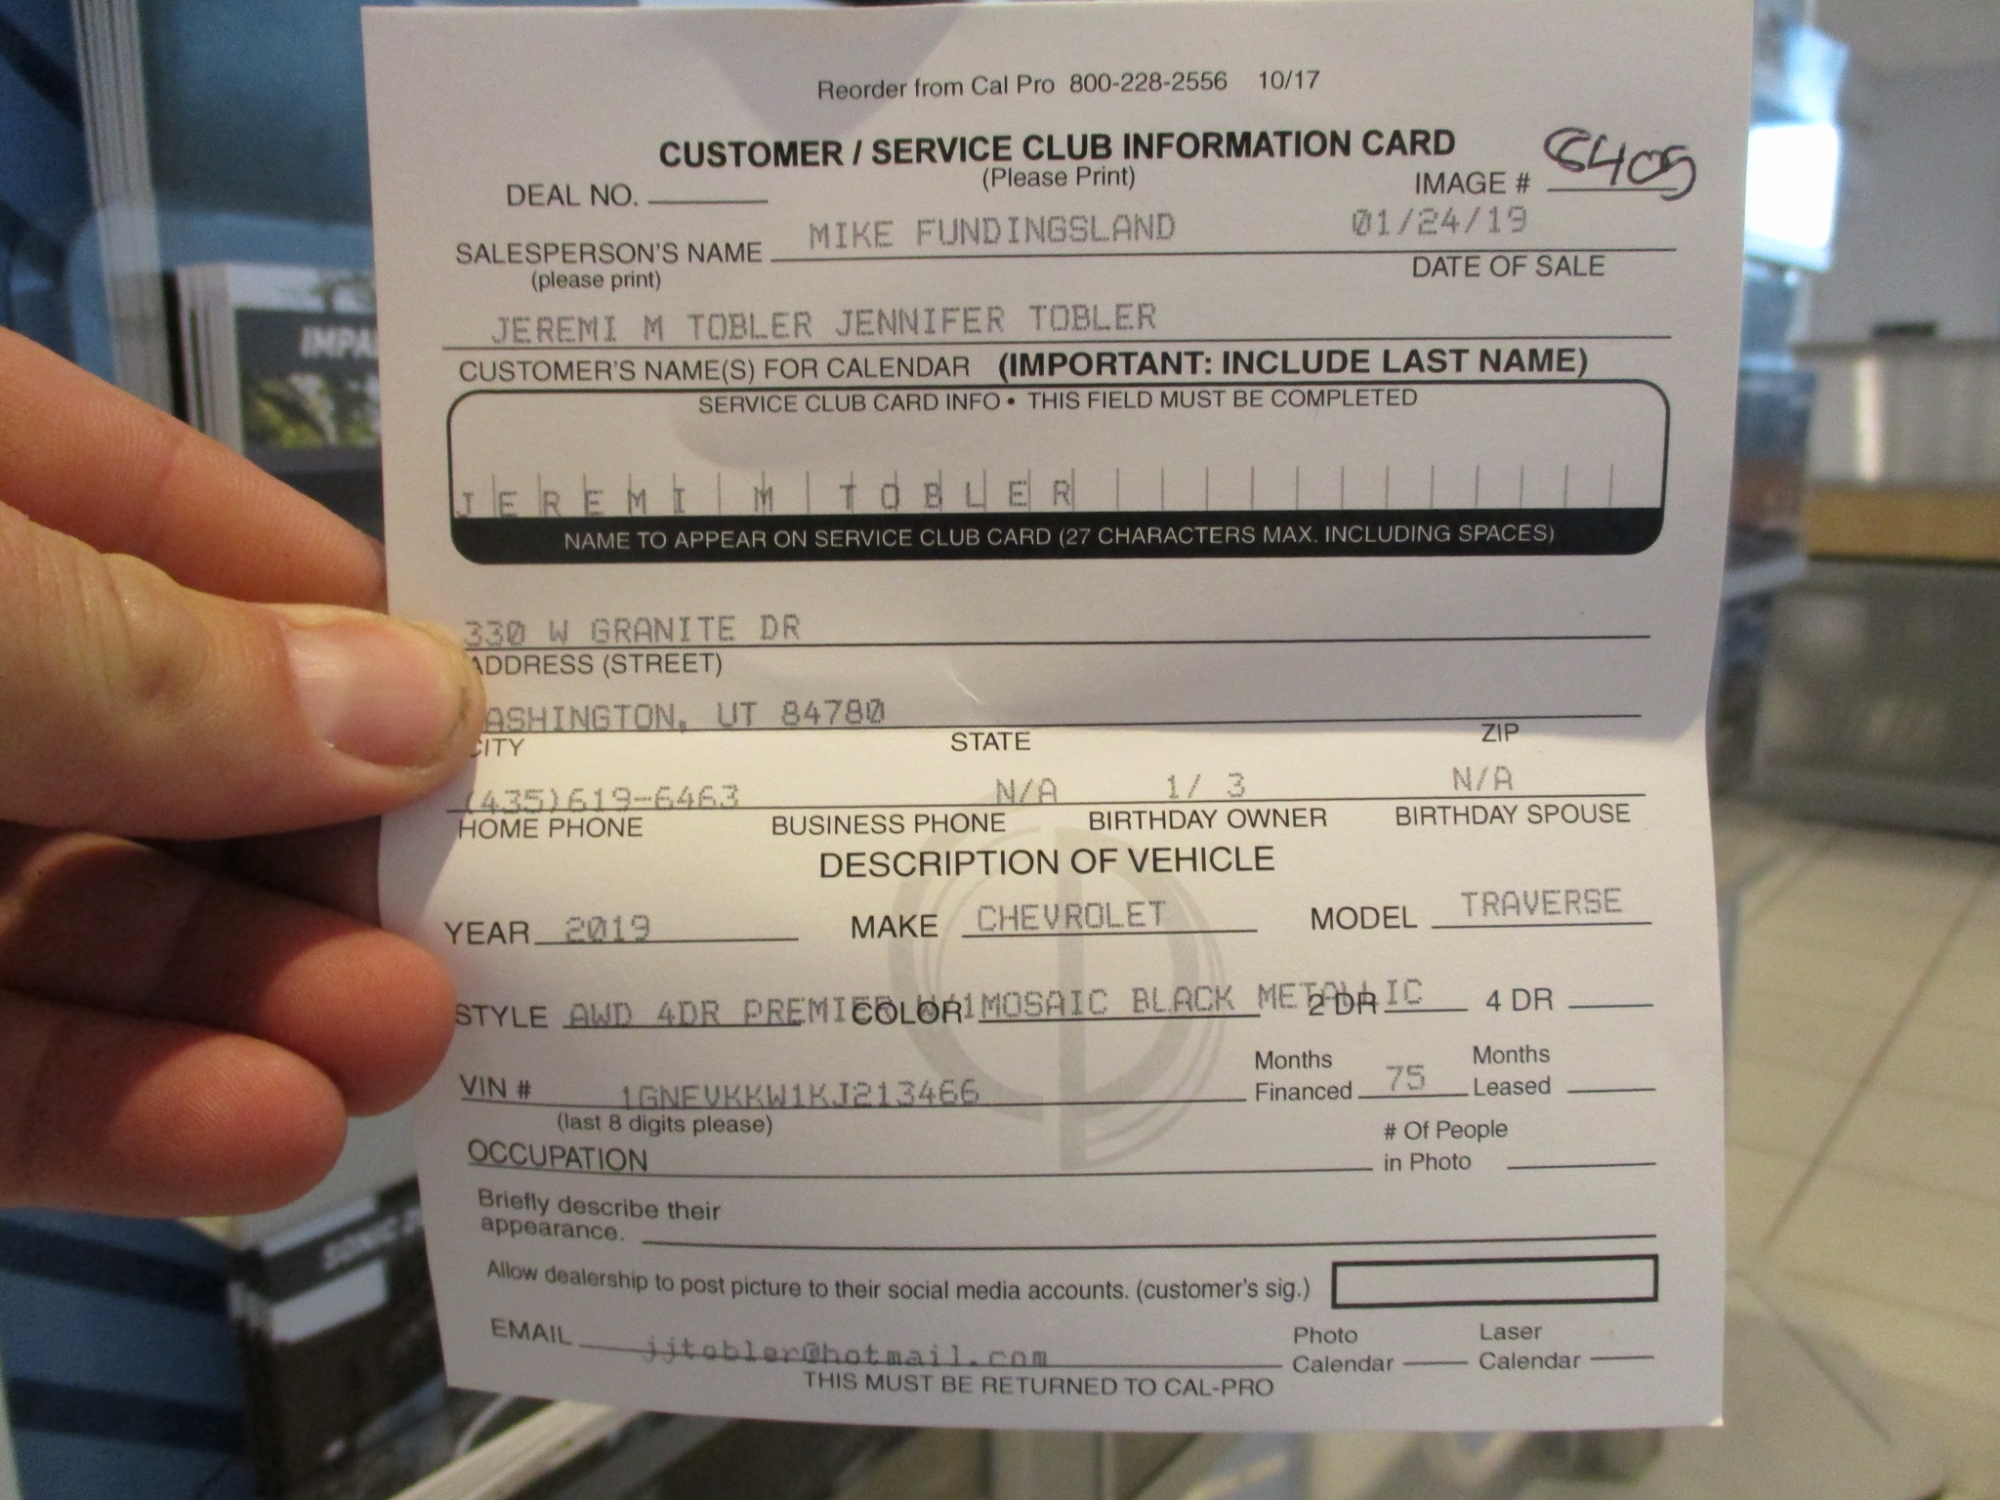 Reorder from Cal Pro 800-228-2556 10/17
CUSTOMER / SERVICE CLUB INFORMATION CARD
(Please Print)
DEAL NO.
IMAGE # 8409
SALESPERSON'S NAME MIKE FUNDINGSLAND 01/24/19
(please print) DATE OF SALE
JEREMI M TOBLER JENNIFER TOBLER
CUSTOMER'S NAME(S) FOR CALENDAR (IMPORTANT: INCLUDE LAST NAME)
SERVICE CLUB CARD INFO • THIS FIELD MUST BE COMPLETED
JEREMI M TOBLER
NAME TO APPEAR ON SERVICE CLUB CARD (27 CHARACTERS MAX. INCLUDING SPACES)
330 W GRANITE DR
ADDRESS (STREET)
ASHINGTON, UT 84780
CITY STATE ZIP
(435)619-6463 N/A 1/ 3 N/A
HOME PHONE BUSINESS PHONE BIRTHDAY OWNER BIRTHDAY SPOUSE
DESCRIPTION OF VEHICLE
YEAR 2019 MAKE CHEVROLET MODEL TRAVERSE
STYLE AWD 4DR PREMIER W/1 COLOR MOSAIC BLACK METALLIC 2 DR 4 DR
VIN # 1GNEVKKW1KJ213466 Months Financed 75 Months Leased
(last 8 digits please)
OCCUPATION # Of People in Photo
Briefly describe their
appearance.
Allow dealership to post picture to their social media accounts. (customer's sig.)
EMAIL jjtobler@hotmail.com Photo Calendar Laser Calendar
THIS MUST BE RETURNED TO CAL-PRO
IMPA
SONIC